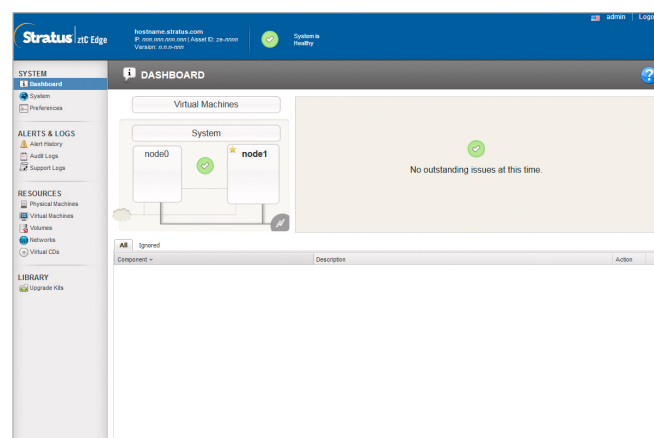 admin | Logo
Stratus ztC Edge
hostname.stratus.com
IP: nnn.nnn.nnn.nnn | Asset ID: ze-nnnn
Version: n.n.n-nnn
System is
Healthy
SYSTEM
Dashboard
System
Preferences
ALERTS & LOGS
Alert History
Audit Logs
Support Logs
RESOURCES
Physical Machines
Virtual Machines
Volumes
Networks
Virtual CDs
LIBRARY
Upgrade Kits
DASHBOARD
?
Virtual Machines
System
node0
node1
No outstanding issues at this time.
All Ignored
Component Description Action